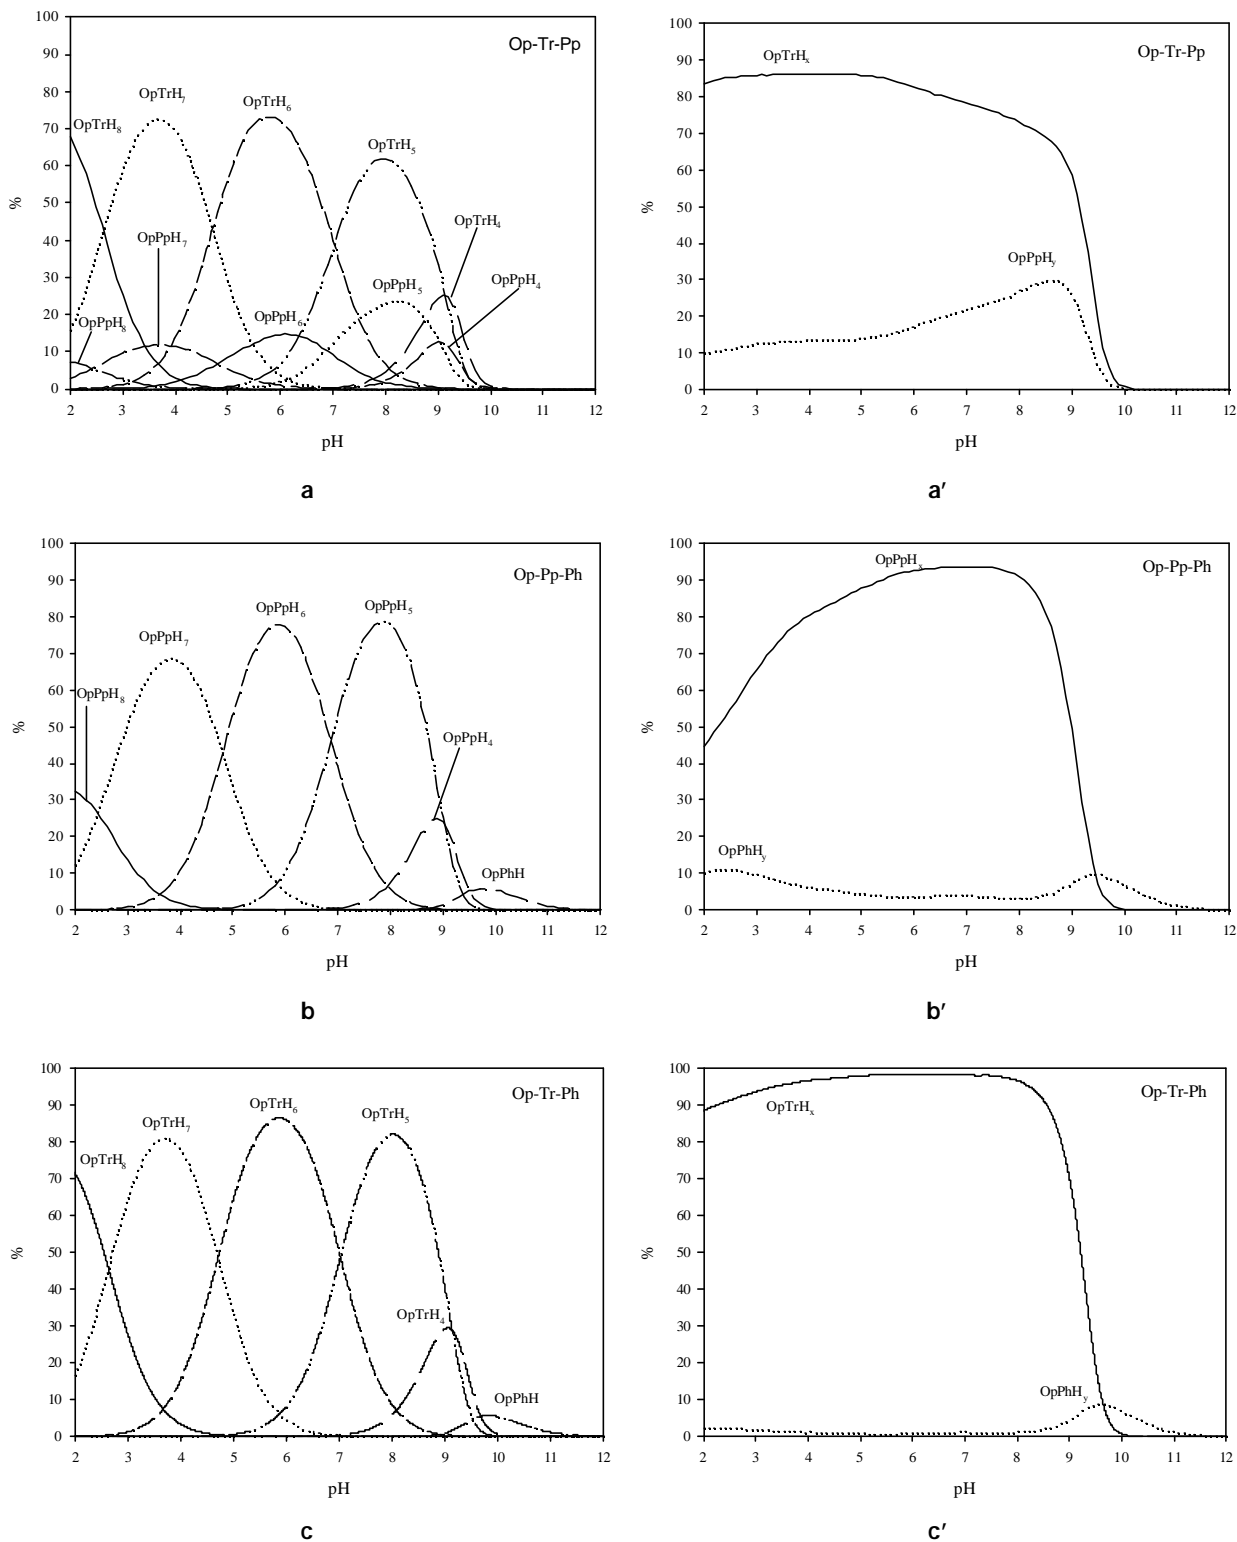 Op-Tr-Pp
100
90
80
70
60
50
40
30
20
10
0
%
OpTrH8
OpTrH7
OpTrH6
OpTrH5
OpTrH4
OpPpH8
OpPpH7
OpPpH6
OpPpH5
OpPpH4
2 3 4 5 6 7 8 9 10 11 12
pH
a
Op-Tr-Pp
100
90
80
70
60
50
40
30
20
10
0
%
OpTrHx
OpPpHy
2 3 4 5 6 7 8 9 10 11 12
pH
a′
Op-Pp-Ph
100
90
80
70
60
50
40
30
20
10
0
%
OpPpH8
OpPpH7
OpPpH6
OpPpH5
OpPpH4
OpPhH
2 3 4 5 6 7 8 9 10 11 12
pH
b
Op-Pp-Ph
100
90
80
70
60
50
40
30
20
10
0
%
OpPpHx
OpPhHy
2 3 4 5 6 7 8 9 10 11 12
pH
b′
Op-Tr-Ph
100
90
80
70
60
50
40
30
20
10
0
%
OpTrH8
OpTrH7
OpTrH6
OpTrH5
OpTrH4
OpPhH
2 3 4 5 6 7 8 9 10 11 12
pH
c
Op-Tr-Ph
100
90
80
70
60
50
40
30
20
10
0
%
OpTrHx
OpPhHy
2 3 4 5 6 7 8 9 10 11 12
pH
c′